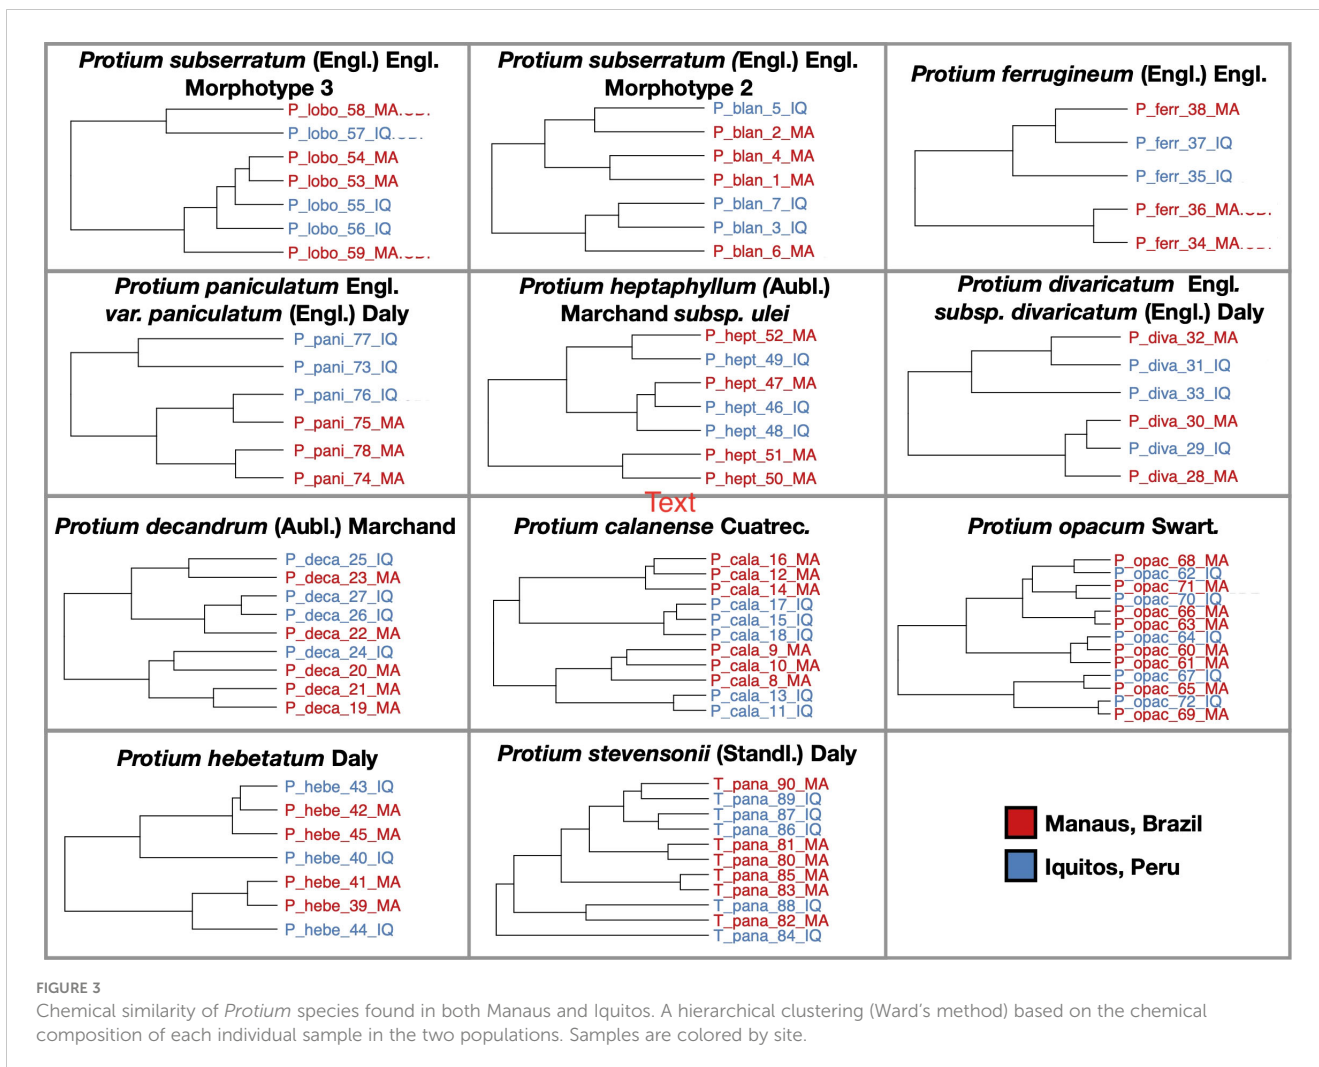 Protium subserratum (Engl.) Engl.
Morphotype 3
P_lobo_58_MA
P_lobo_57_IQ
P_lobo_54_MA
P_lobo_53_MA
P_lobo_55_IQ
P_lobo_56_IQ
P_lobo_59_MA
Protium subserratum (Engl.) Engl.
Morphotype 2
P_blan_5_IQ
P_blan_2_MA
P_blan_4_MA
P_blan_1_MA
P_blan_7_IQ
P_blan_3_IQ
P_blan_6_MA
Protium ferrugineum (Engl.) Engl.
P_ferr_38_MA
P_ferr_37_IQ
P_ferr_35_IQ
P_ferr_36_MA
P_ferr_34_MA
Protium paniculatum Engl.
var. paniculatum (Engl.) Daly
P_pani_77_IQ
P_pani_73_IQ
P_pani_76_IQ
P_pani_75_MA
P_pani_78_MA
P_pani_74_MA
Protium heptaphyllum (Aubl.)
Marchand subsp. ulei
P_hept_52_MA
P_hept_49_IQ
P_hept_47_MA
P_hept_46_IQ
P_hept_48_IQ
P_hept_51_MA
P_hept_50_MA
Protium divaricatum Engl.
subsp. divaricatum (Engl.) Daly
P_diva_32_MA
P_diva_31_IQ
P_diva_33_IQ
P_diva_30_MA
P_diva_29_IQ
P_diva_28_MA
Text
Protium decandrum (Aubl.) Marchand
P_deca_25_IQ
P_deca_23_MA
P_deca_27_IQ
P_deca_26_IQ
P_deca_22_MA
P_deca_24_IQ
P_deca_20_MA
P_deca_21_MA
P_deca_19_MA
Protium calanense Cuatrec.
P_cala_16_MA
P_cala_12_MA
P_cala_14_MA
P_cala_17_IQ
P_cala_15_IQ
P_cala_18_IQ
P_cala_9_MA
P_cala_10_MA
P_cala_8_MA
P_cala_13_IQ
P_cala_11_IQ
Protium opacum Swart.
P_opac_68_MA
P_opac_62_IQ
P_opac_71_MA
P_opac_70_IQ
P_opac_66_MA
P_opac_63_MA
P_opac_64_IQ
P_opac_60_MA
P_opac_61_MA
P_opac_67_IQ
P_opac_65_MA
P_opac_72_IQ
P_opac_69_MA
Protium hebetatum Daly
P_hebe_43_IQ
P_hebe_42_MA
P_hebe_45_MA
P_hebe_40_IQ
P_hebe_41_MA
P_hebe_39_MA
P_hebe_44_IQ
Protium stevensonii (Standl.) Daly
T_pana_90_MA
T_pana_89_IQ
T_pana_87_IQ
T_pana_86_IQ
T_pana_81_MA
T_pana_80_MA
T_pana_85_MA
T_pana_83_MA
T_pana_88_IQ
T_pana_82_MA
T_pana_84_IQ
Manaus, Brazil
Iquitos, Peru
FIGURE 3
Chemical similarity of Protium species found in both Manaus and Iquitos. A hierarchical clustering (Ward's method) based on the chemical
composition of each individual sample in the two populations. Samples are colored by site.